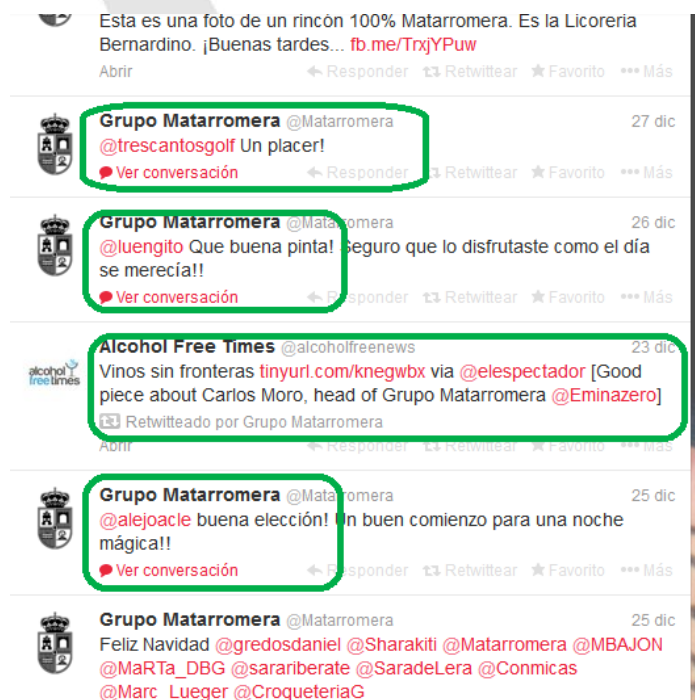 Esta es una foto de un rincón 100% Matarromera. Es la Licorería
Bernardino. ¡Buenas tardes... fb.me/TrxjYPuw
Abrir Responder Retwittear Favorito Más
Grupo Matarromera @Matarromera 27 dic
@trescantosgolf Un placer!
Ver conversación Responder Retwittear Favorito Más
Grupo Matarromera @Matarromera 26 dic
@luengito Que buena pinta! Seguro que lo disfrutaste como el día
se merecía!!
Ver conversación Responder Retwittear Favorito Más
alcohol
freetimes
Alcohol Free Times @alcoholfreenews 23 dic
Vinos sin fronteras tinyurl.com/knegwbx via @elespectador [Good
piece about Carlos Moro, head of Grupo Matarromera @Eminazero]
Retwitteado por Grupo Matarromera
Abrir Responder Retwittear Favorito Más
Grupo Matarromera @Matarromera 25 dic
@alejoacle buena elección! Un buen comienzo para una noche
mágica!!
Ver conversación Responder Retwittear Favorito Más
Grupo Matarromera @Matarromera 25 dic
Feliz Navidad @gredosdaniel @Sharakiti @Matarromera @MBAJON
@MaRTa_DBG @sarariberate @SaradeLera @Conmicas
@Marc_Lueger @CroqueteriaG